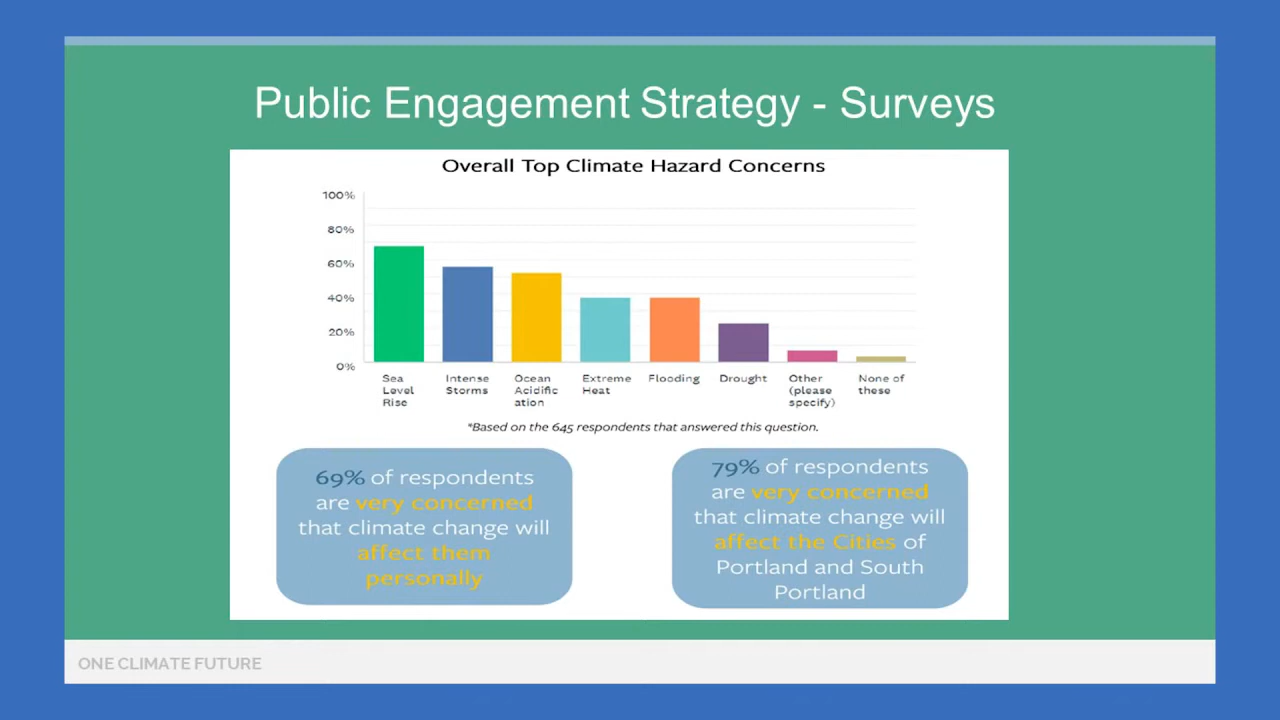 Public Engagement Strategy - Surveys
Overall Top Climate Hazard Concerns
100%
80%
60%
40%
20%
0%
Sea
Level
Rise
Intense
Storms
Ocean
Acidific
ation
Extreme
Heat
Flooding
Drought
Other
(please
specify)
None of
these
*Based on the 645 respondents that answered this question.
69% of respondents
are very concerned
that climate change will
affect them
personally
79% of respondents
are very concerned
that climate change will
affect the Cities of
Portland and South
Portland
ONE CLIMATE FUTURE